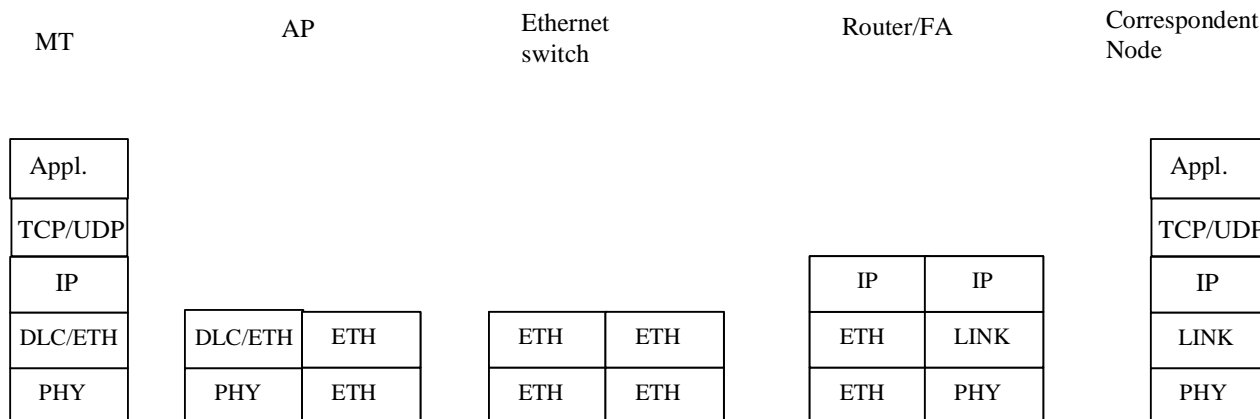 MT
AP
Ethernet
switch
Router/FA
Correspondent
Node
Appl.
TCP/UDP
IP
DLC/ETH
PHY
DLC/ETH
ETH
PHY
ETH
ETH
ETH
ETH
ETH
IP
IP
ETH
LINK
ETH
PHY
Appl.
TCP/UDP
IP
LINK
PHY